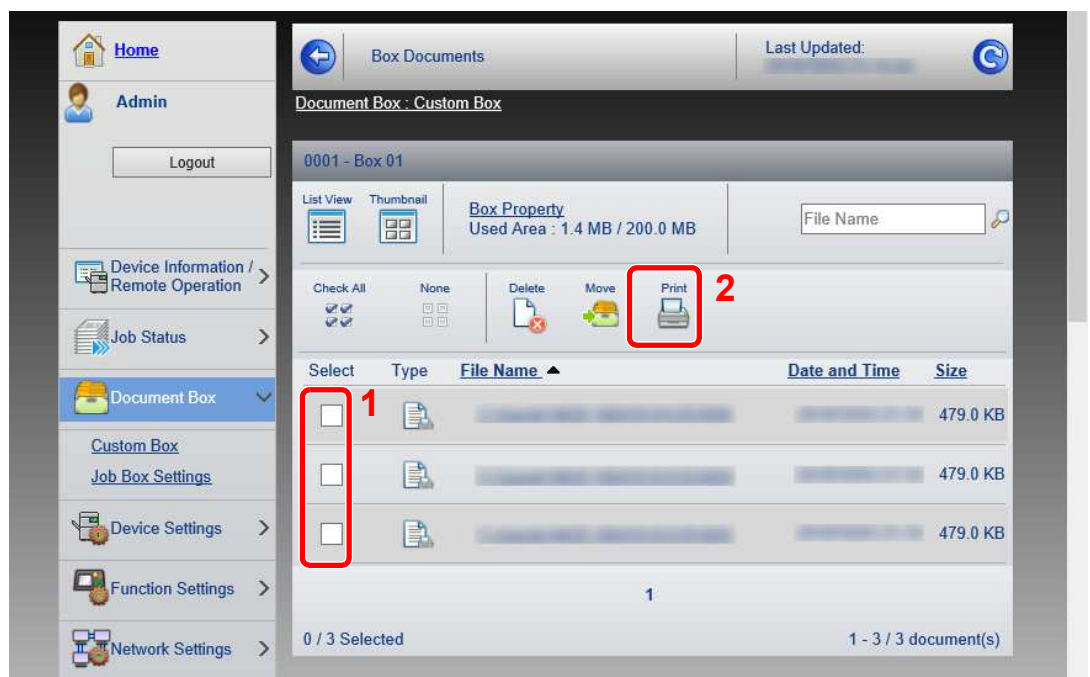 Home
Admin
Logout
Device Information /
Remote Operation
Job Status
Document Box
Custom Box
Job Box Settings
Device Settings
Function Settings
Network Settings
Box Documents
Last Updated:
Document Box : Custom Box
0001 - Box 01
List View Thumbnail
Box Property
Used Area : 1.4 MB / 200.0 MB
File Name
Check All None Delete Move Print 2
Select Type File Name Date and Time Size
1
479.0 KB
479.0 KB
479.0 KB
1
0 / 3 Selected 1 - 3 / 3 document(s)